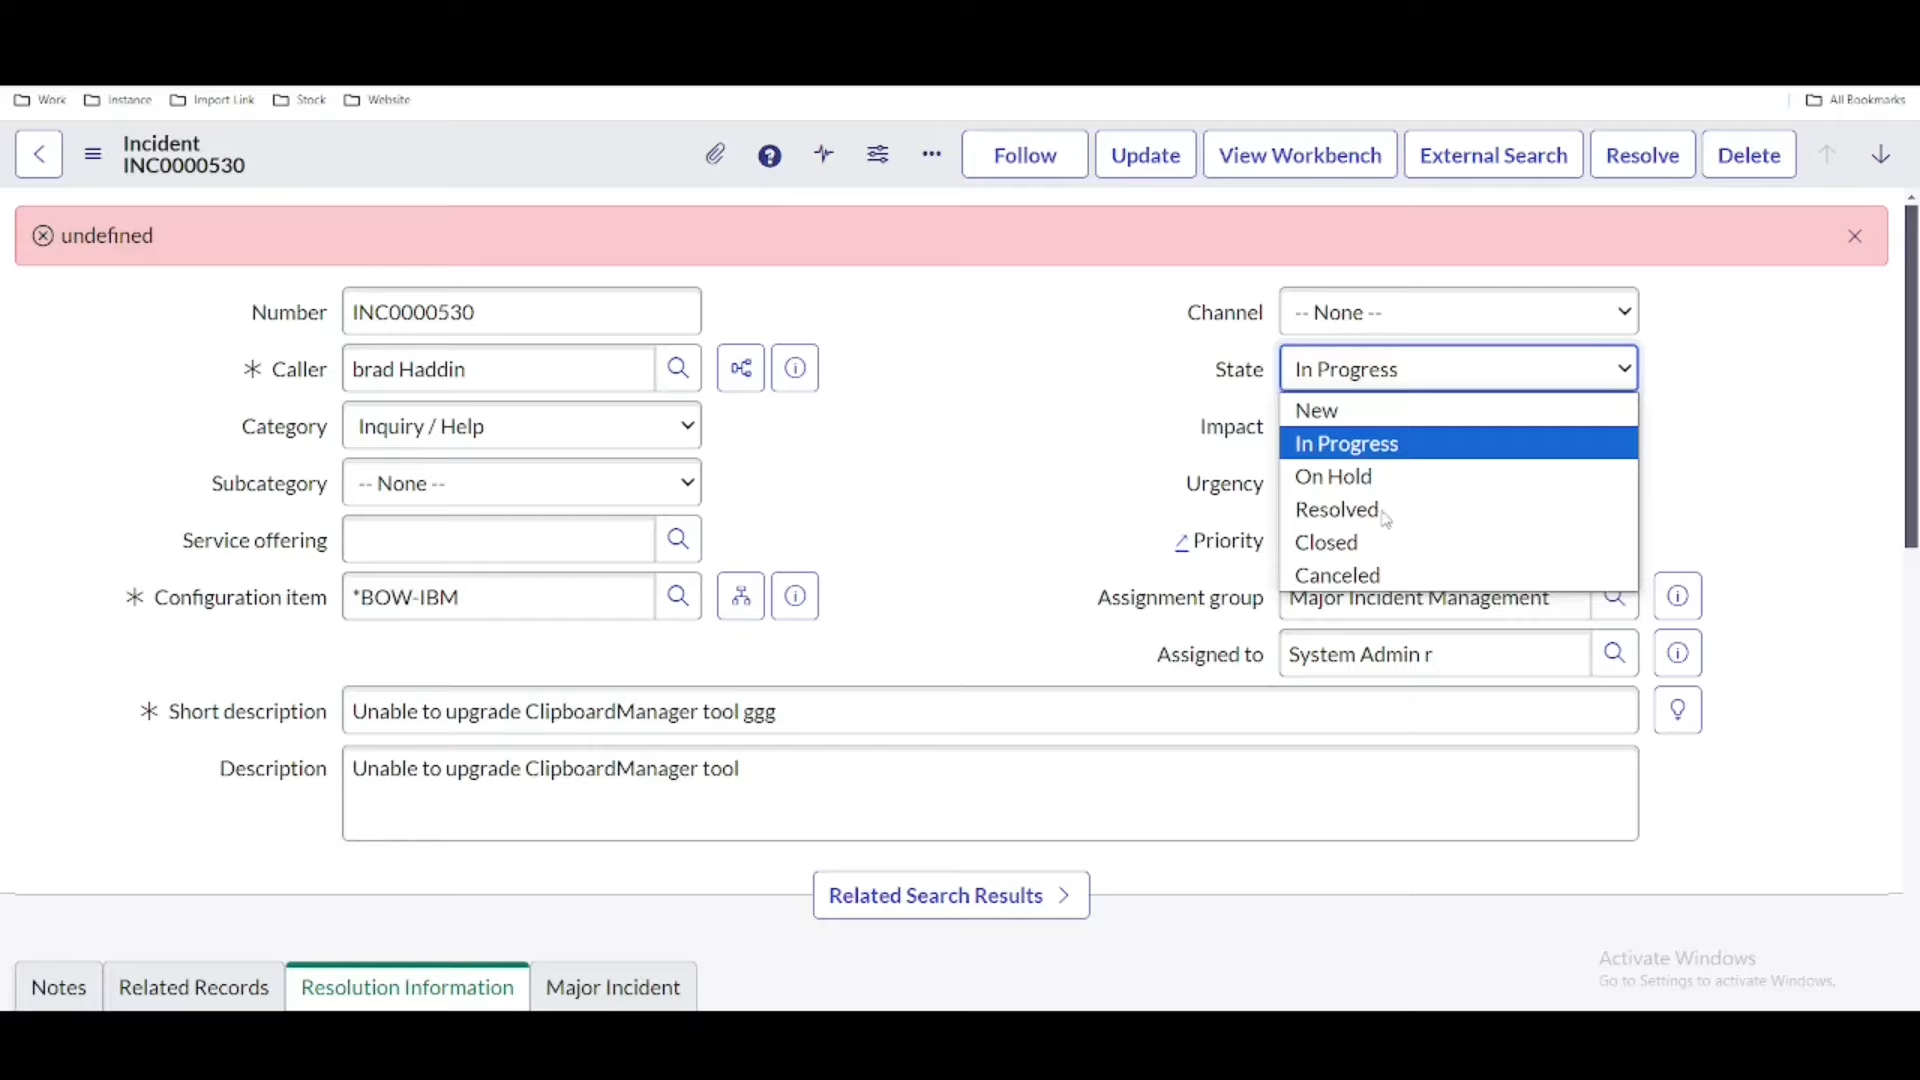 Work Instance Import Link Stock Website All Bookmarks
Incident
INC0000530
Follow Update View Workbench External Search Resolve Delete
undefined
Number INC0000530
Channel -- None --
Caller brad Haddin
State In Progress
New
In Progress
On Hold
Resolved
Closed
Canceled
Category Inquiry / Help
Impact
Subcategory -- None --
Urgency
Service offering
Priority
Configuration item *BOW-IBM
Assignment group Major Incident Management
Assigned to System Admin r
Short description Unable to upgrade ClipboardManager tool ggg
Description Unable to upgrade ClipboardManager tool
Related Search Results
Activate Windows
Go to Settings to activate Windows.
Notes Related Records Resolution Information Major Incident